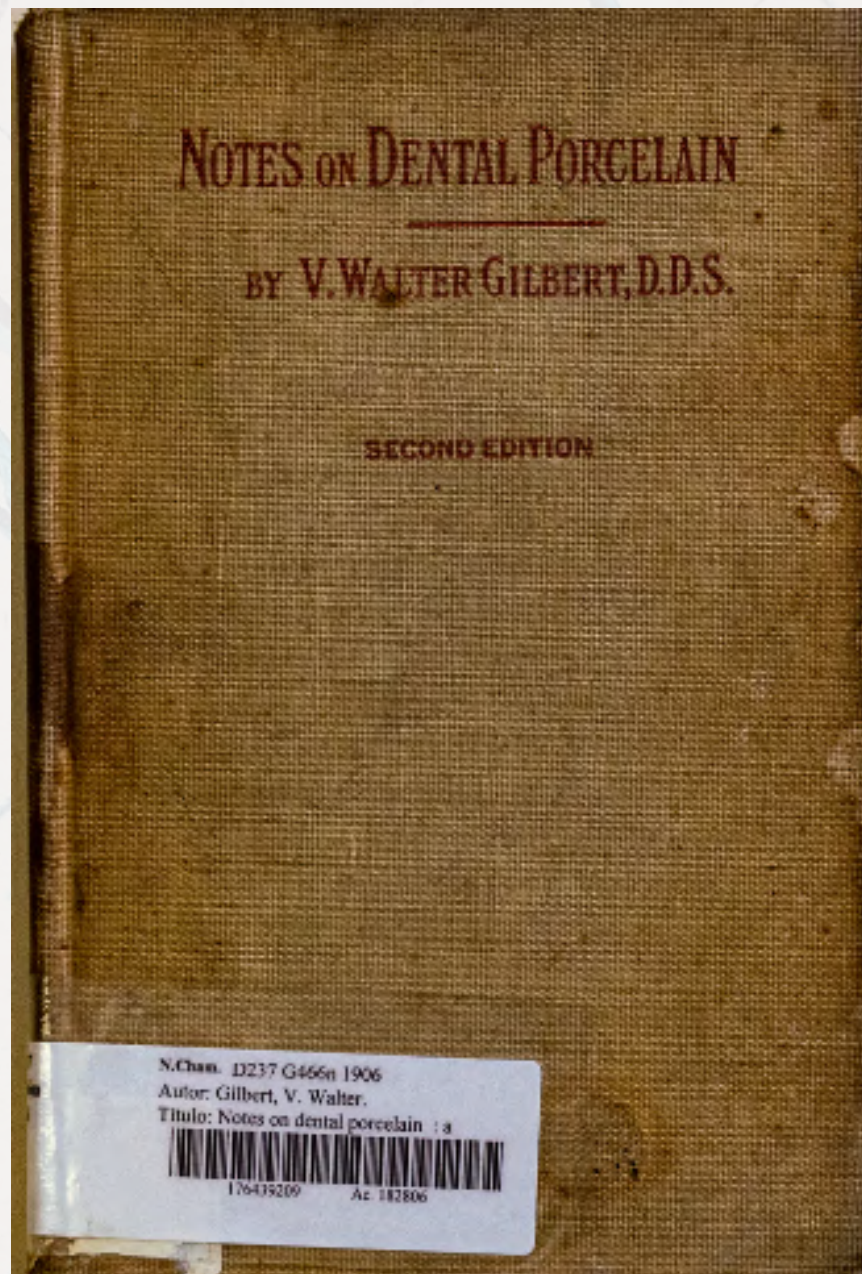 NOTES ON DENTAL PORCELAIN
BY V. WALTER GILBERT, D.D.S.
SECOND EDITION
N.Cham. D237 G466n 1906
Autor: Gilbert, V. Walter.
Titulo: Notes on dental porcelain : a
176439209 Ac. 182806